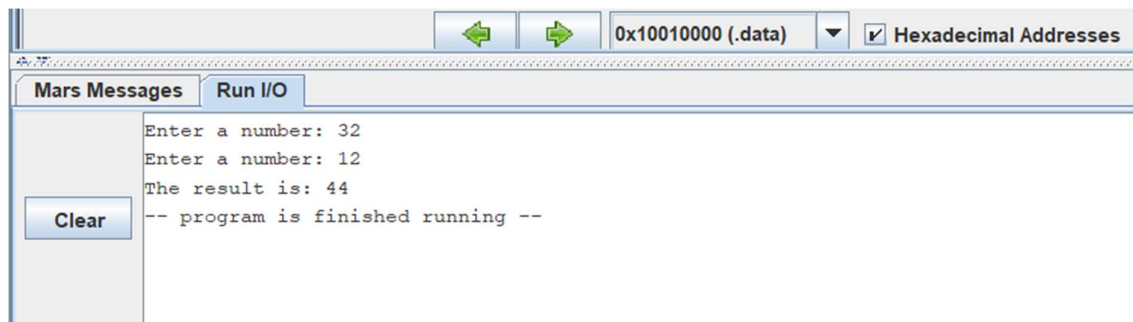 0x10010000 (.data) Hexadecimal Addresses
Mars Messages Run I/O
Enter a number: 32
Enter a number: 12
The result is: 44
Clear
-- program is finished running --